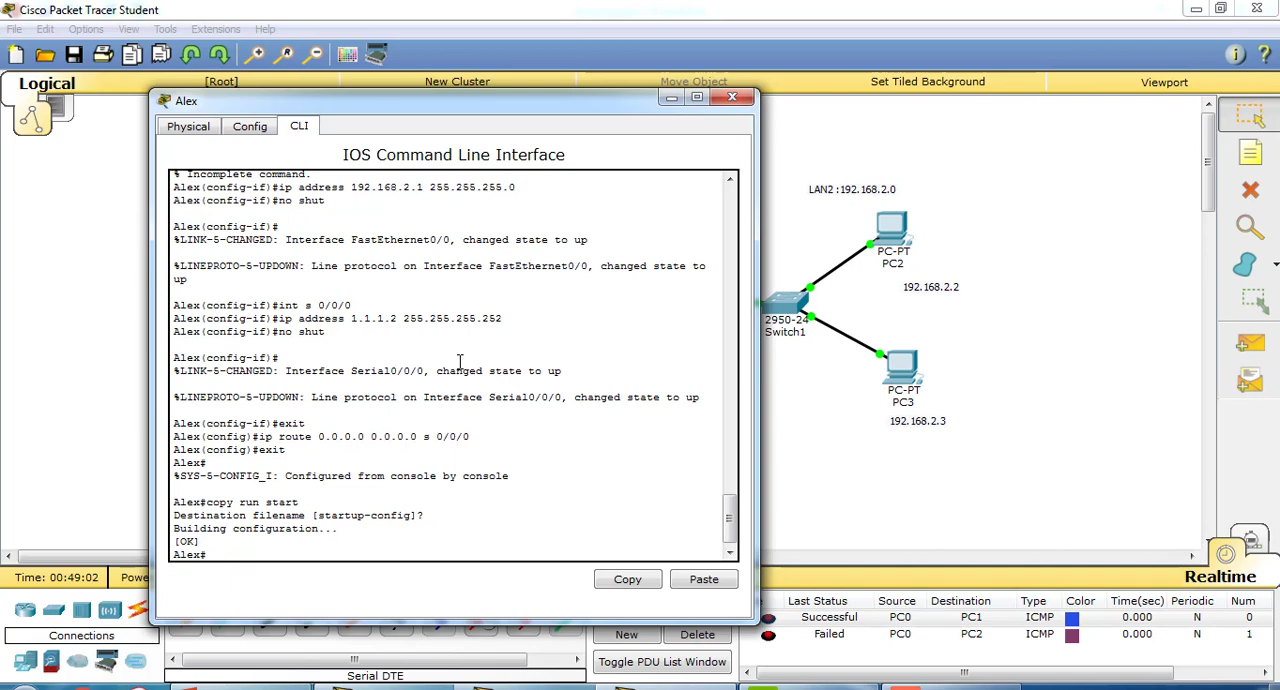 Cisco Packet Tracer Student
File Edit Options View Tools Extensions Help
Logical [Root] New Cluster Move Object Set Tiled Background Viewport
Alex
Physical Config CLI
IOS Command Line Interface
% Incomplete command.
Alex(config-if)#ip address 192.168.2.1 255.255.255.0
Alex(config-if)#no shut
Alex(config-if)#
%LINK-5-CHANGED: Interface FastEthernet0/0, changed state to up
%LINEPROTO-5-UPDOWN: Line protocol on Interface FastEthernet0/0, changed state to
up
Alex(config-if)#int s 0/0/0
Alex(config-if)#ip address 1.1.1.2 255.255.255.252
Alex(config-if)#no shut
Alex(config-if)#
%LINK-5-CHANGED: Interface Serial0/0/0, changed state to up
%LINEPROTO-5-UPDOWN: Line protocol on Interface Serial0/0/0, changed state to up
Alex(config-if)#exit
Alex(config)#ip route 0.0.0.0 0.0.0.0 s 0/0/0
Alex(config)#exit
Alex#
%SYS-5-CONFIG_I: Configured from console by console
Alex#copy run start
Destination filename [startup-config]?
Building configuration...
[OK]
Alex#
Copy Paste
LAN2 :192.168.2.0
PC-PT
PC2
192.168.2.2
2950-24
Switch1
PC-PT
PC3
192.168.2.3
Time: 00:49:02
Realtime
Connections
Serial DTE
New Delete
Toggle PDU List Window
Last Status Source Destination Type Color Time(sec) Periodic Num
Successful PC0 PC1 ICMP 0.000 N 0
Failed PC0 PC2 ICMP 0.000 N 1